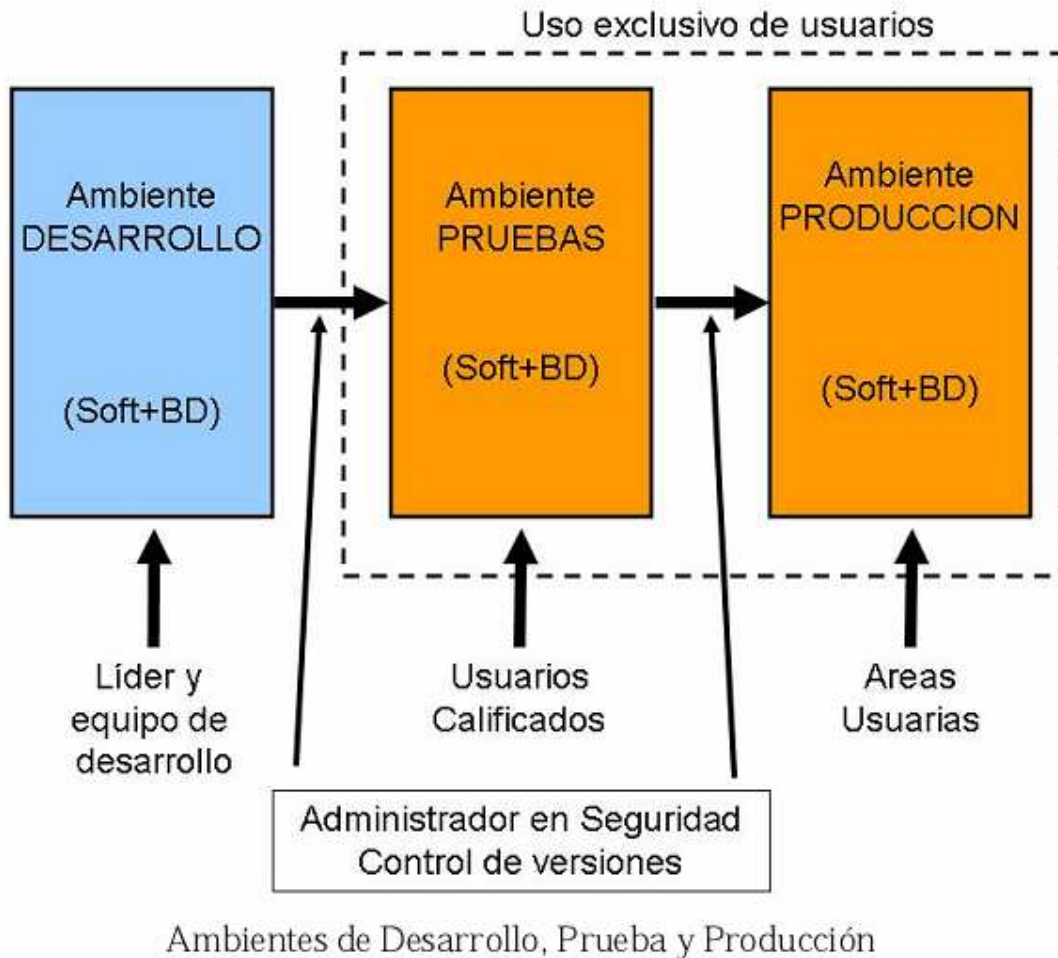 Uso exclusivo de usuarios
Ambiente
DESARROLLO
(Soft+BD)
Ambiente
PRUEBAS
(Soft+BD)
Ambiente
PRODUCCION
(Soft+BD)
Líder y
equipo de
desarrollo
Usuarios
Calificados
Areas
Usuarias
Administrador en Seguridad
Control de versiones
Ambientes de Desarrollo, Prueba y Producción